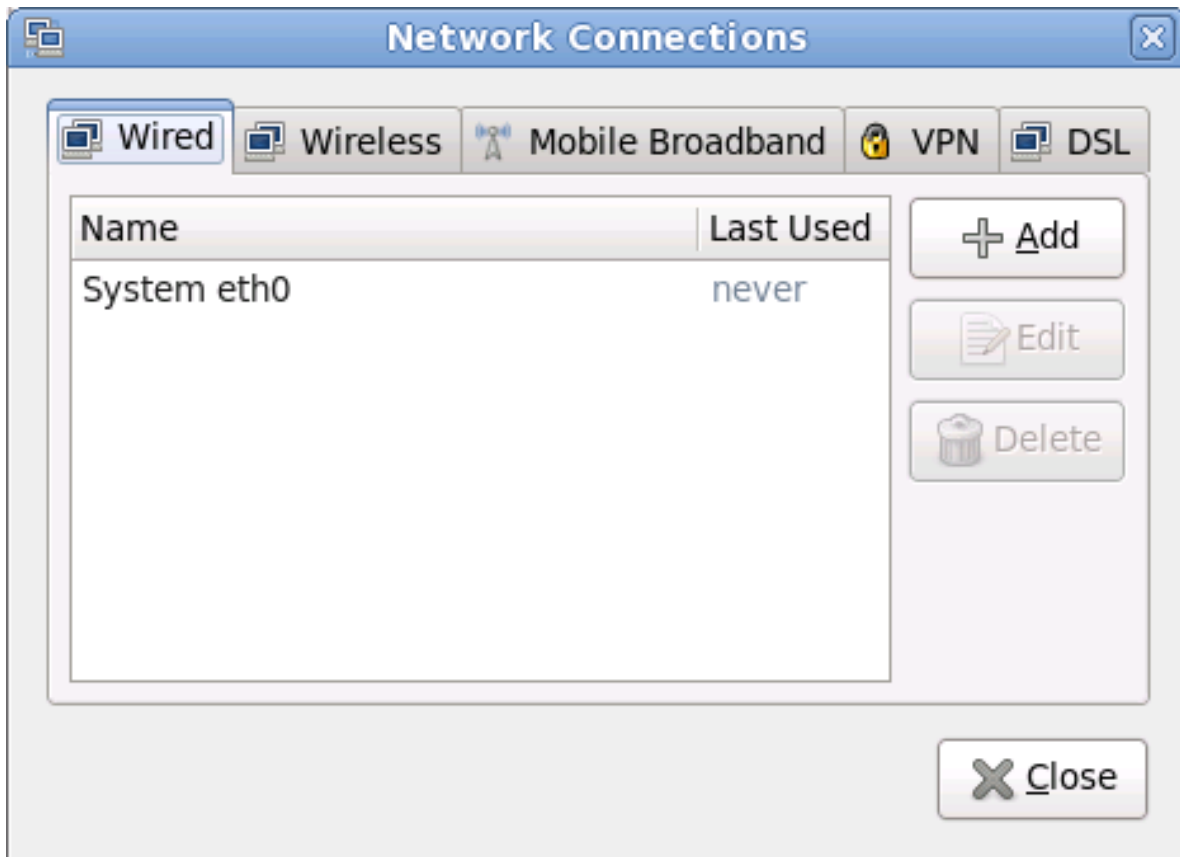 Network Connections
Wired Wireless Mobile Broadband VPN DSL
Name Last Used
System eth0 never
Add
Edit
Delete
Close